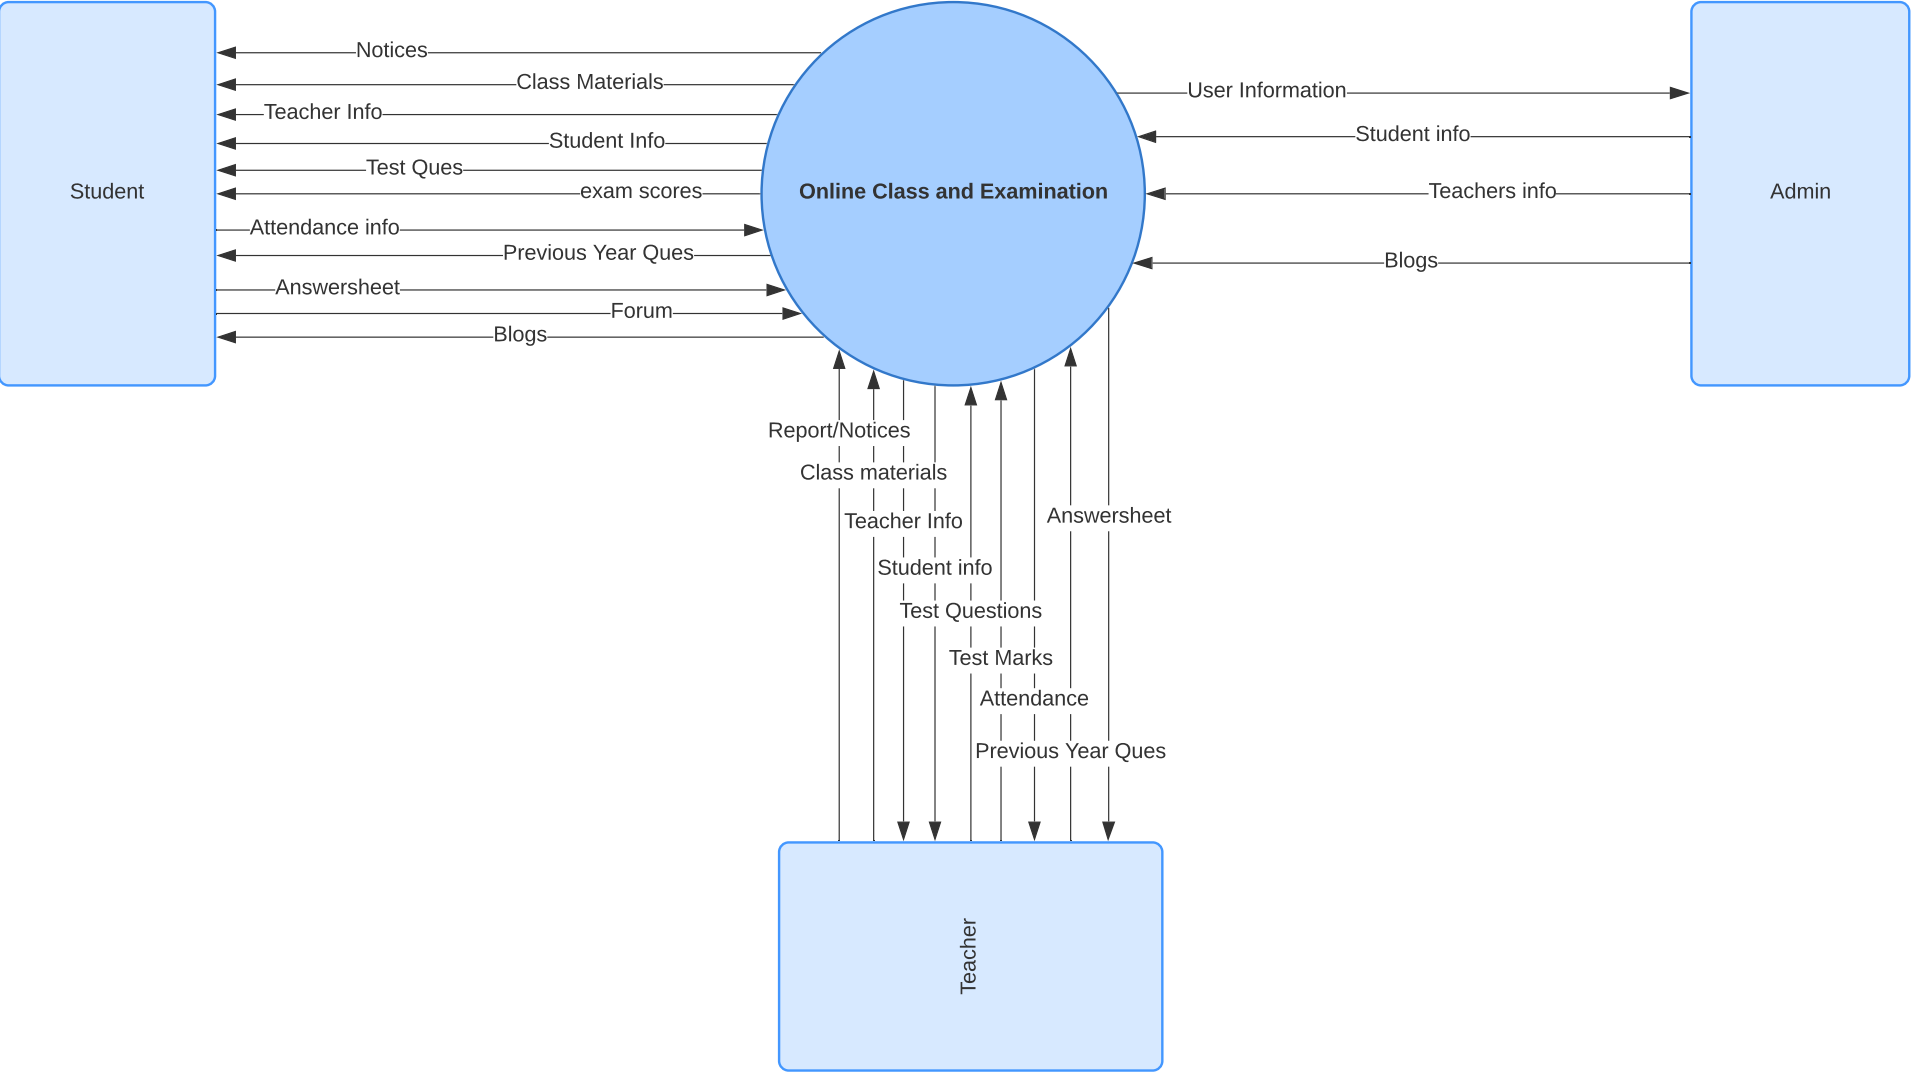 Notices
Class Materials
Teacher Info
Student Info
Test Ques
exam scores
Attendance info
Previous Year Ques
Answersheet
Forum
Blogs
Student
Online Class and Examination
User Information
Student info
Teachers info
Blogs
Admin
Report/Notices
Class materials
Teacher Info
Student info
Test Questions
Test Marks
Attendance
Previous Year Ques
Answersheet
Teacher